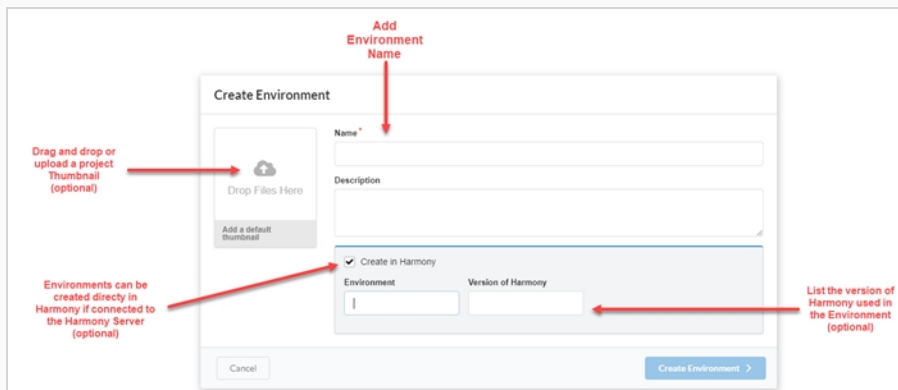 Add
Environment
Name
Create Environment
Name *
Drag and drop or
upload a project
Thumbnail
(optional)
Drop Files Here
Description
Add a default
thumbnail
Create in Harmony
Environments can be
created directy in
Harmony if connected to
the Harmony Server
(optional)
Environment
Version of Harmony
List the version of
Harmony used in
the Environment
(optional)
Cancel
Create Environment >